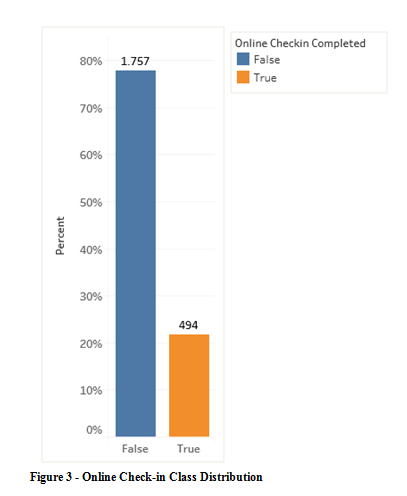 Online Checkin Completed
False
True
80%
1.757
70%
60%
50%
Percent
40%
30%
494
20%
10%
0%
False True
Figure 3 - Online Check-in Class Distribution